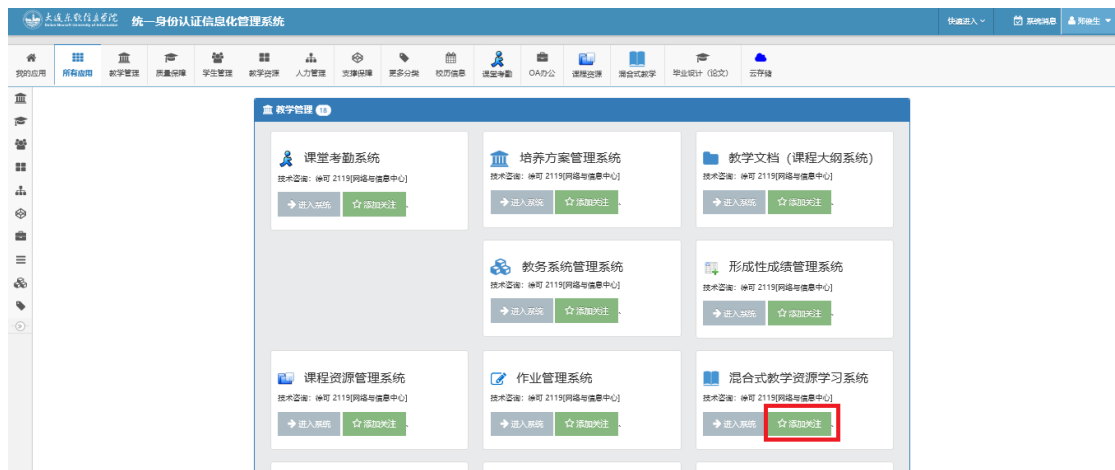 大连东软信息学院 统一身份认证信息化管理系统 快速进入 系统消息 郑俊生
我的应用 所有应用 教学管理 质量保障 学生管理 教学资源 人力管理 支撑保障 更多分类 校历信息 课堂考勤 OA办公 课程资源 混合式教学 毕业设计（论文） 云存储
教学管理 18
课堂考勤系统 培养方案管理系统 教学文档（课程大纲系统)
技术咨询：徐可 2119[网络与信息中心] 技术咨询：徐可 2119[网络与信息中心] 技术咨询：徐可 2119[网络与信息中心]
进入系统 添加关注 进入系统 添加关注 进入系统 添加关注
教务系统管理系统 形成性成绩管理系统
技术咨询：徐可 2119[网络与信息中心] 技术咨询：徐可 2119[网络与信息中心]
进入系统 添加关注 进入系统 添加关注
课程资源管理系统 作业管理系统 混合式教学资源学习系统
技术咨询：徐可 2119[网络与信息中心] 技术咨询：徐可 2119[网络与信息中心] 技术咨询：徐可 2119[网络与信息中心]
进入系统 添加关注 进入系统 添加关注 进入系统 添加关注